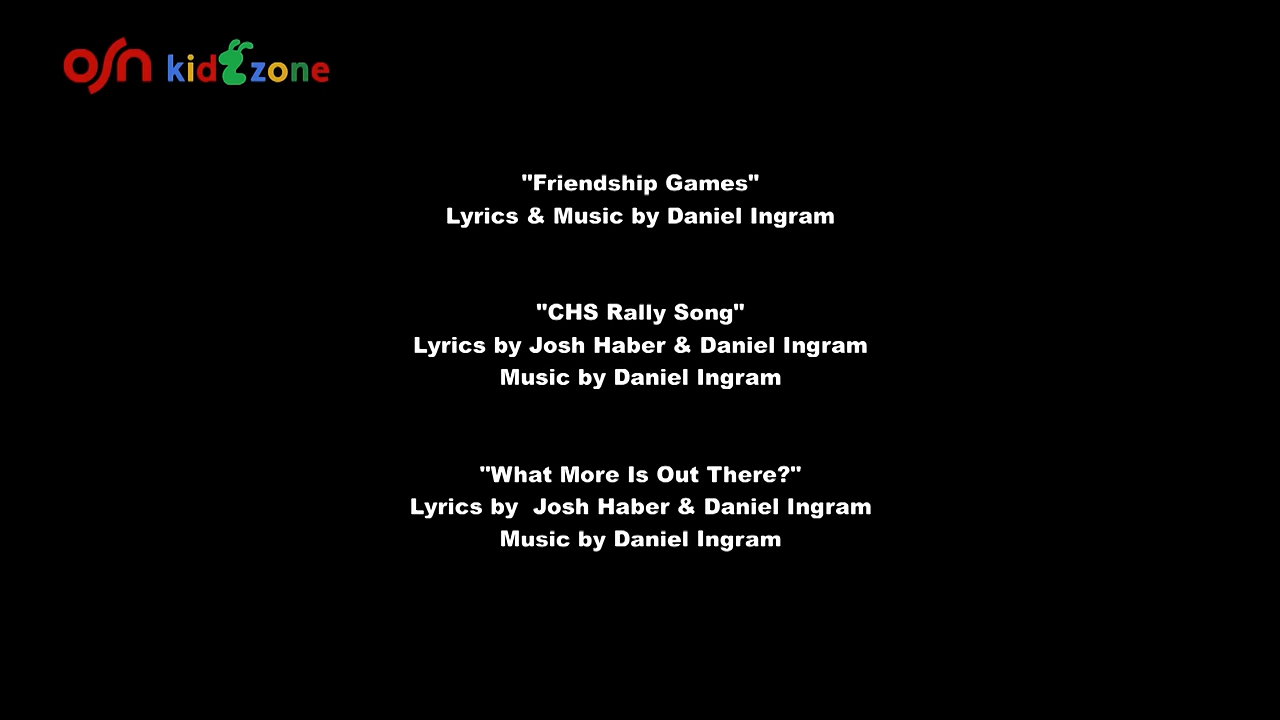 osn kidzone
"Friendship Games"
Lyrics & Music by Daniel Ingram
"CHS Rally Song"
Lyrics by Josh Haber & Daniel Ingram
Music by Daniel Ingram
"What More Is Out There?"
Lyrics by  Josh Haber & Daniel Ingram
Music by Daniel Ingram